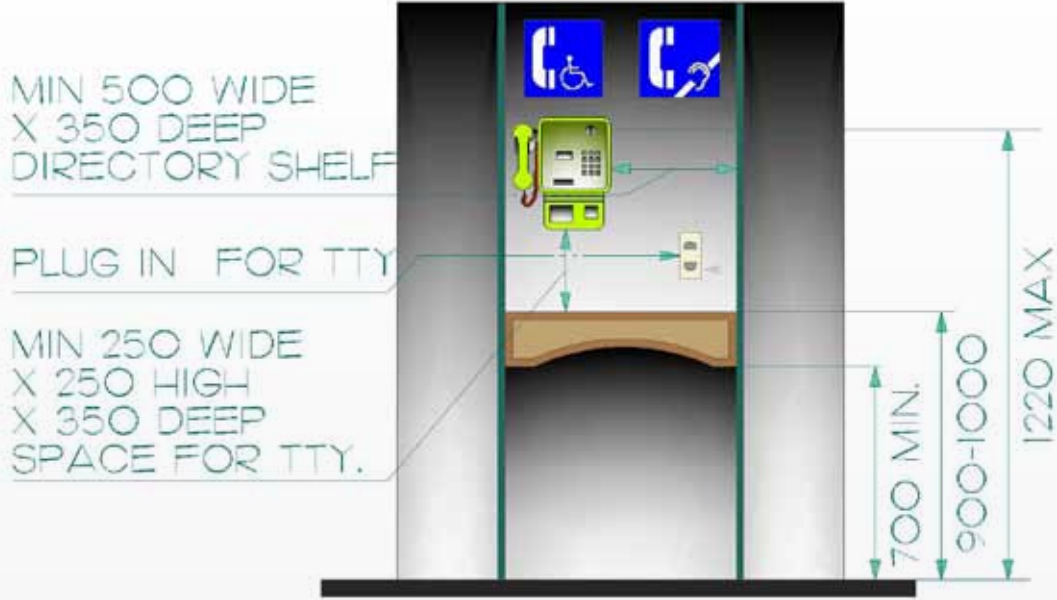 MIN 500 WIDE
X 350 DEEP
DIRECTORY SHELF
PLUG IN FOR TTY
MIN 250 WIDE
X 250 HIGH
X 350 DEEP
SPACE FOR TTY.
700 MIN.
900-1000
1220 MAX